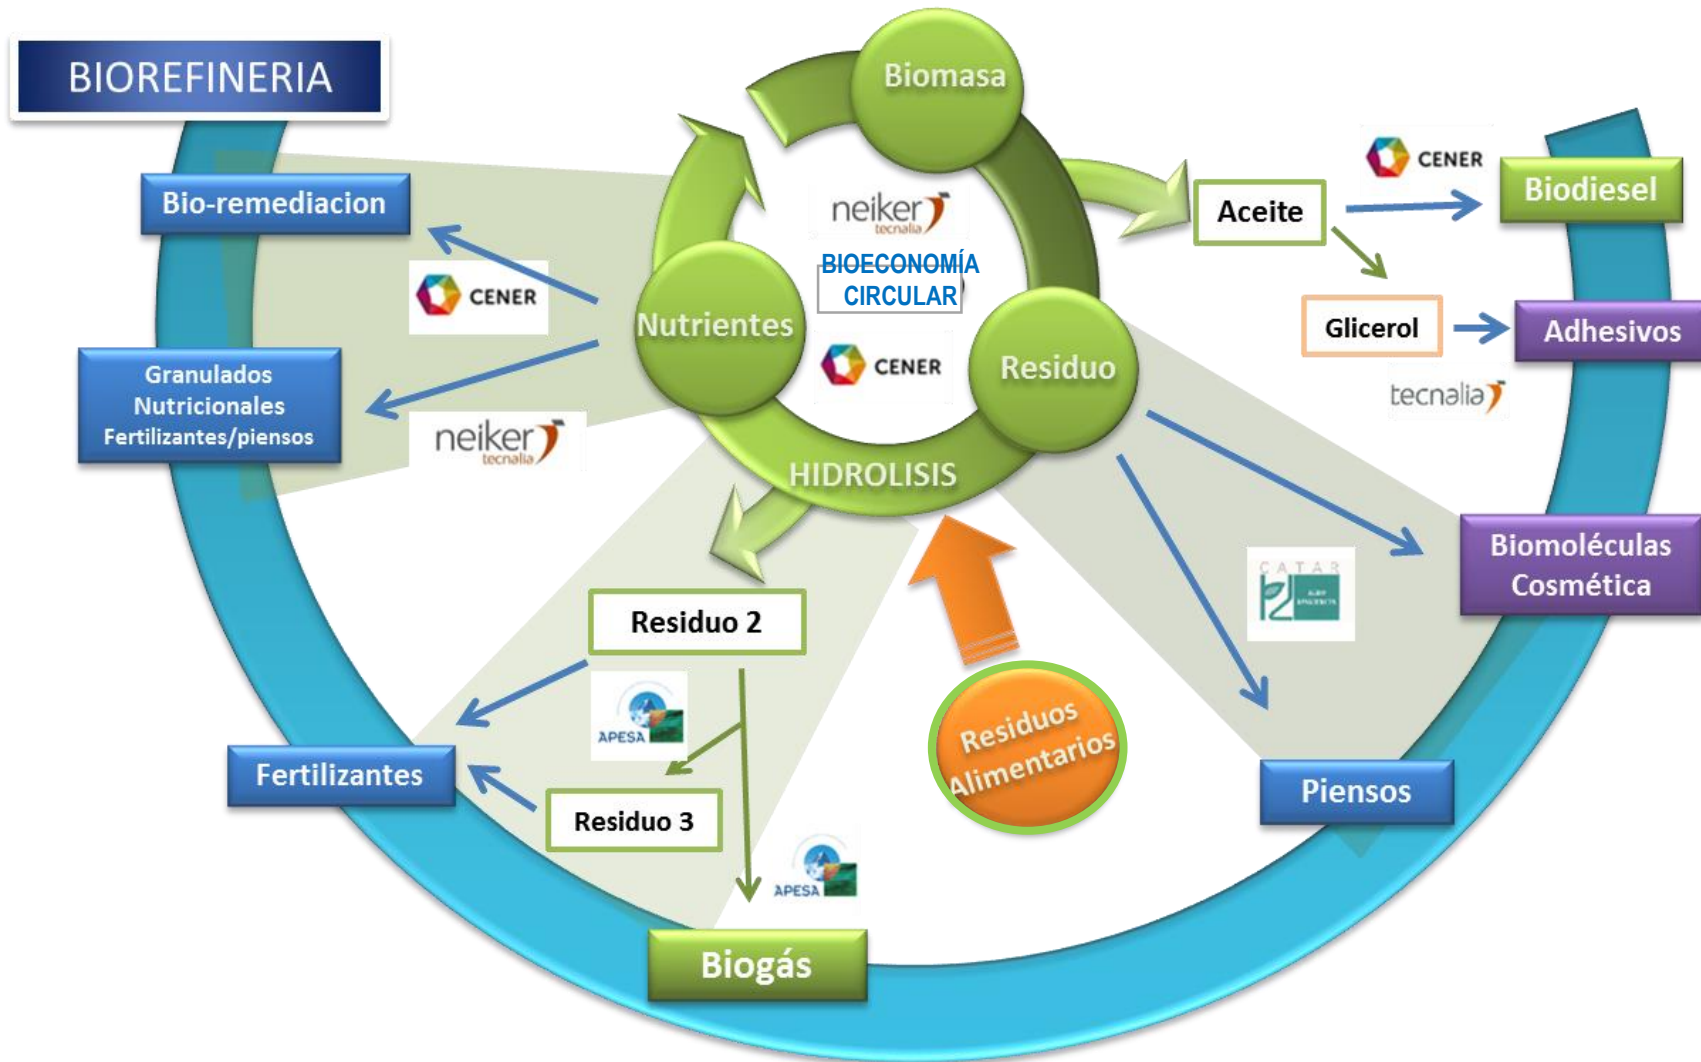 BIOREFINERIA
Biomasa
CENER
Bio-remediacion
neiker
tecnalia
Aceite
Biodiesel
BIOECONOMÍA
CIRCULAR
CENER
Nutrientes
Glicerol
Adhesivos
CENER
Residuo
Granulados
Nutricionales
Fertilizantes/piensos
tecnalia
neiker
tecnalia
HIDROLISIS
Biomoléculas
Cosmética
CATAR
Residuo 2
Residuos
Alimentarios
APESA
Fertilizantes
Piensos
Residuo 3
APESA
Biogás